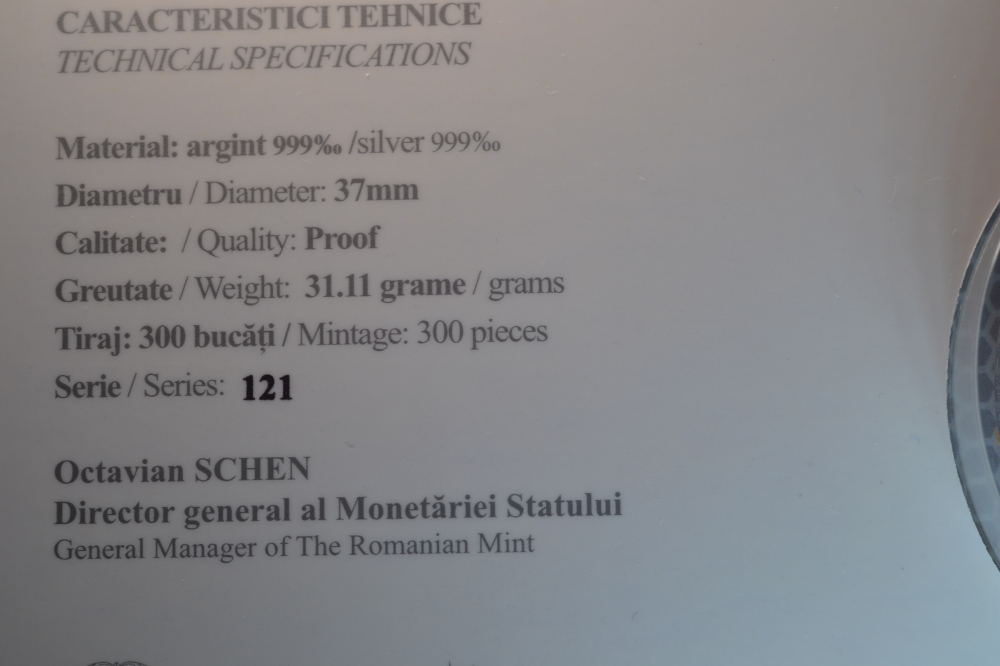 CARACTERISTICI TEHNICE
TECHNICAL SPECIFICATIONS
Material: argint 999‰ /silver 999‰
Diametru / Diameter: 37mm
Calitate: / Quality: Proof
Greutate / Weight: 31.11 grame / grams
Tiraj: 300 bucăți / Mintage: 300 pieces
Serie / Series: 121
Octavian SCHEN
Director general al Monetăriei Statului
General Manager of The Romanian Mint